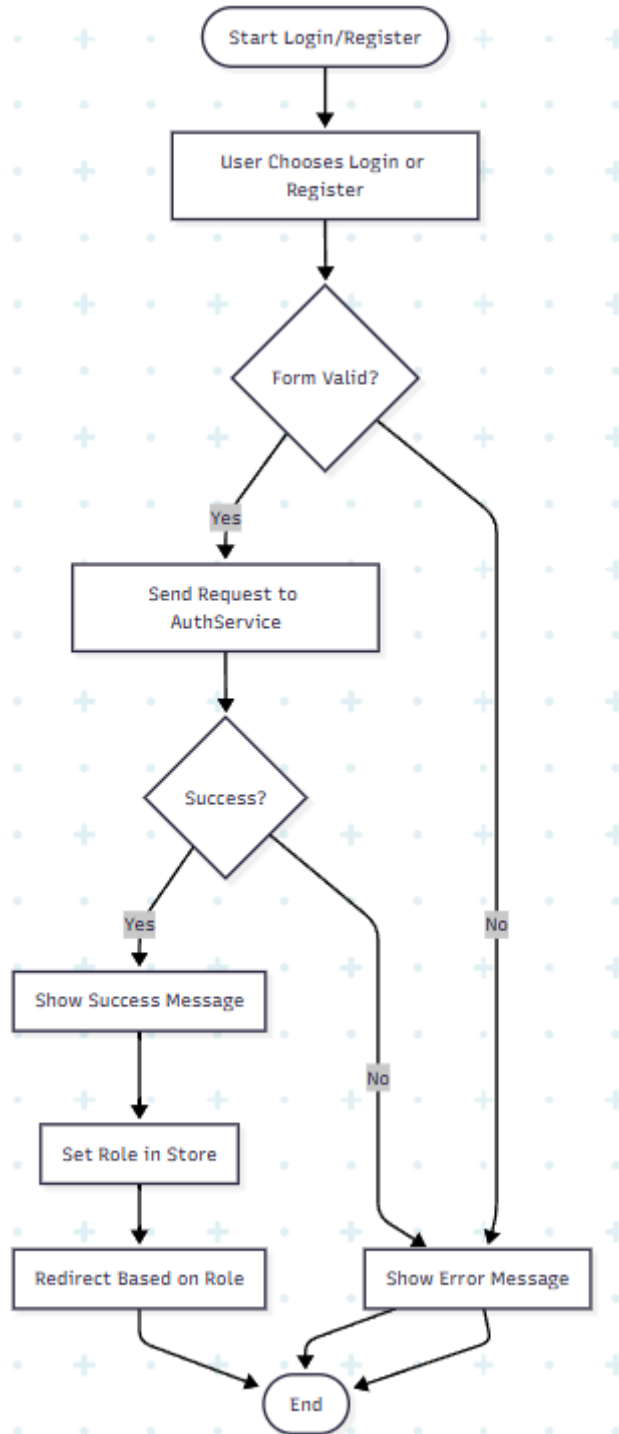 Start Login/Register
User Chooses Login or
Register
Form Valid?
Yes
Send Request to
AuthService
Success?
Yes
No
Show Success Message
No
Set Role in Store
Redirect Based on Role
Show Error Message
End